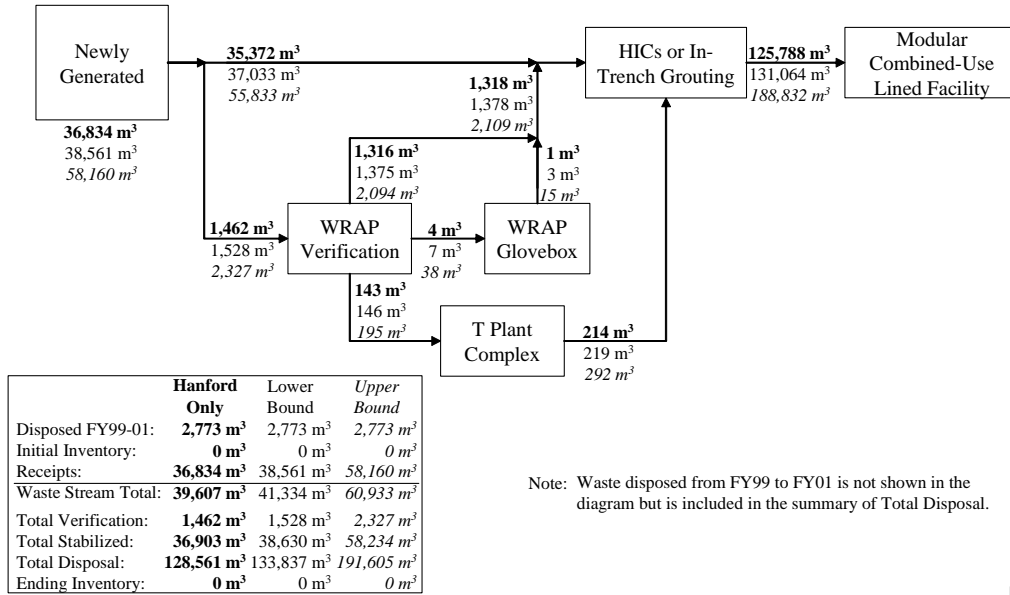 Newly
Generated
36,834 m³
38,561 m³
58,160 m³
35,372 m³
37,033 m³
55,833 m³
1,318 m³
1,378 m³
2,109 m³
HICs or In-
Trench Grouting
125,788 m³
131,064 m³
188,832 m³
Modular
Combined-Use
Lined Facility
1,462 m³
1,528 m³
2,327 m³
WRAP
Verification
1,316 m³
1,375 m³
2,094 m³
4 m³
7 m³
38 m³
WRAP
Glovebox
1 m³
3 m³
15 m³
143 m³
146 m³
195 m³
T Plant
Complex
214 m³
219 m³
292 m³
Hanford Lower Upper
Only Bound Bound
Disposed FY99-01: 2,773 m³ 2,773 m³ 2,773 m³
Initial Inventory: 0 m³ 0 m³ 0 m³
Receipts: 36,834 m³ 38,561 m³ 58,160 m³
Waste Stream Total: 39,607 m³ 41,334 m³ 60,933 m³
Total Verification: 1,462 m³ 1,528 m³ 2,327 m³
Total Stabilized: 36,903 m³ 38,630 m³ 58,234 m³
Total Disposal: 128,561 m³ 133,837 m³ 191,605 m³
Ending Inventory: 0 m³ 0 m³ 0 m³
Note: Waste disposed from FY99 to FY01 is not shown in the
diagram but is included in the summary of Total Disposal.